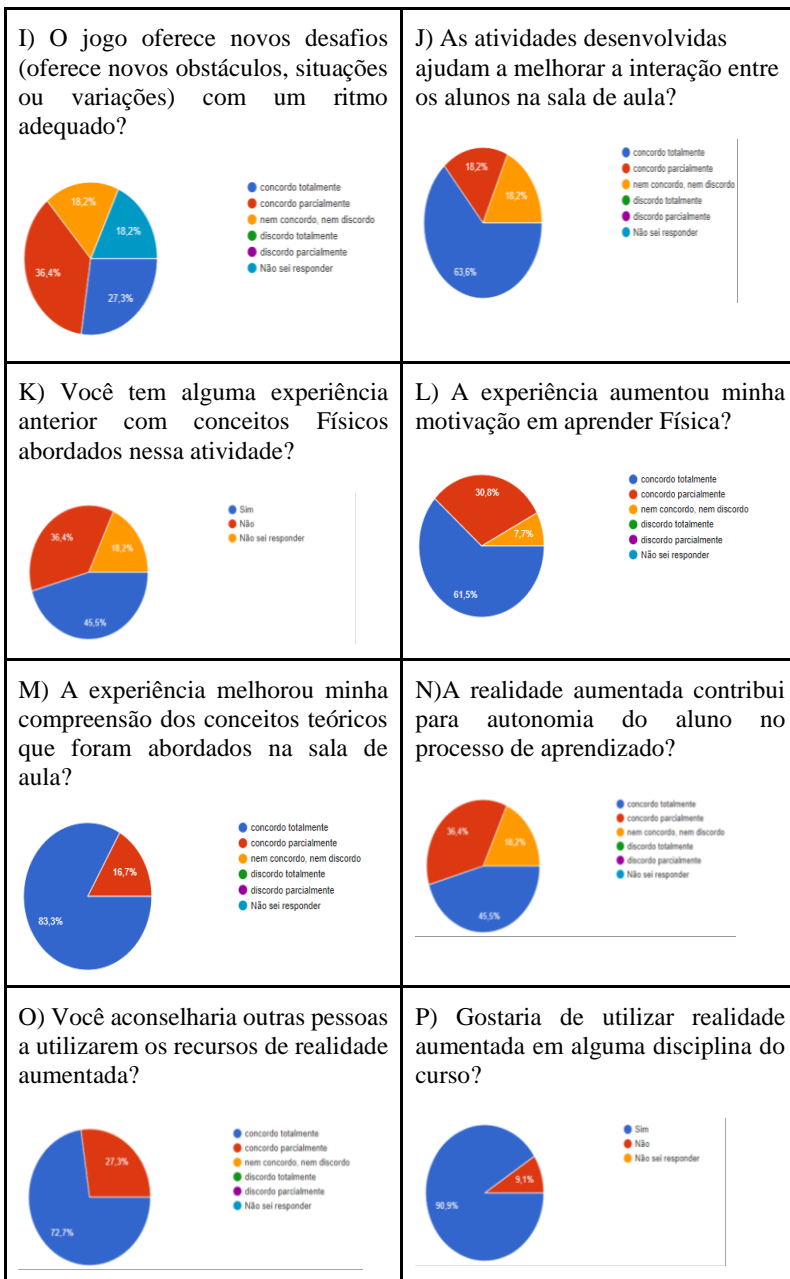 I) O jogo oferece novos desafios
(oferece novos obstáculos, situações
ou variações) com um ritmo
adequado?
18,2%
18,2%
36,4%
27,3%
concordo totalmente
concordo parcialmente
nem concordo, nem discordo
discordo totalmente
discordo parcialmente
Não sei responder
J) As atividades desenvolvidas
ajudam a melhorar a interação entre
os alunos na sala de aula?
18,2%
18,2%
63,6%
concordo totalmente
concordo parcialmente
nem concordo, nem discordo
discordo totalmente
discordo parcialmente
Não sei responder
K) Você tem alguma experiência
anterior com conceitos Físicos
abordados nessa atividade?
36,4%
18,2%
45,5%
Sim
Não
Não sei responder
L) A experiência aumentou minha
motivação em aprender Física?
30,8%
7,7%
61,5%
concordo totalmente
concordo parcialmente
nem concordo, nem discordo
discordo totalmente
discordo parcialmente
Não sei responder
M) A experiência melhorou minha
compreensão dos conceitos teóricos
que foram abordados na sala de
aula?
16,7%
83,3%
concordo totalmente
concordo parcialmente
nem concordo, nem discordo
discordo totalmente
discordo parcialmente
Não sei responder
N)A realidade aumentada contribui
para autonomia do aluno no
processo de aprendizado?
36,4%
18,2%
45,5%
concordo totalmente
concordo parcialmente
nem concordo, nem discordo
discordo totalmente
discordo parcialmente
Não sei responder
O) Você aconselharia outras pessoas
a utilizarem os recursos de realidade
aumentada?
27,3%
72,7%
concordo totalmente
concordo parcialmente
nem concordo, nem discordo
discordo totalmente
discordo parcialmente
Não sei responder
P) Gostaria de utilizar realidade
aumentada em alguma disciplina do
curso?
9,1%
90,9%
Sim
Não
Não sei responder